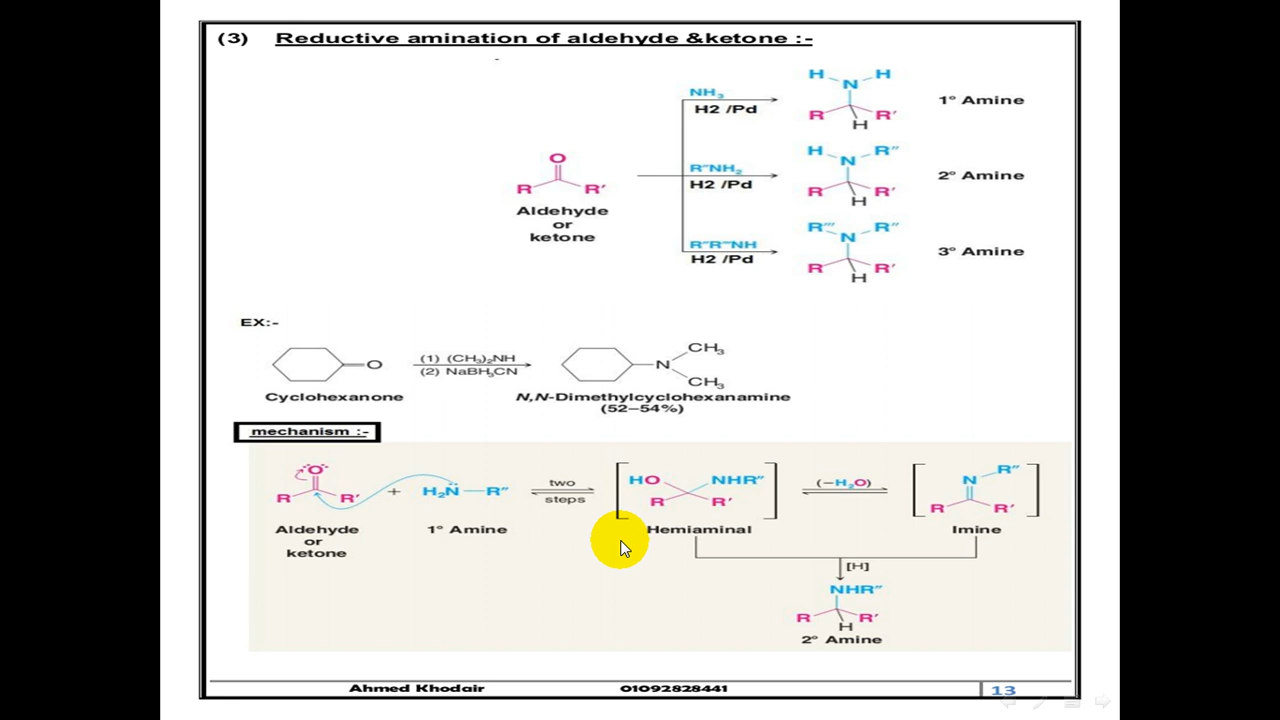 (3) Reductive amination of aldehyde &ketone :-
NH₃
H2 /Pd
H H
N
R R'
H
1° Amine
O
R R'
Aldehyde
or
ketone
R″NH₂
H2 /Pd
H R″
N
R R'
H
2° Amine
R″R‴NH
H2 /Pd
R‴ R″
N
R R'
H
3° Amine
EX:-
O
Cyclohexanone
(1) (CH₃)₂NH
(2) NaBH₃CN
N
CH₃
CH₃
N,N-Dimethylcyclohexanamine
(52–54%)
mechanism :-
O
R R'
Aldehyde
or
ketone
+
H₂N—R″
1° Amine
two
steps
HO NHR″
R R'
Hemiaminal
(−H₂O)
R″
N
R R'
Imine
[H]
NHR″
R R'
H
2° Amine
Ahmed Khodair 01092828441 13